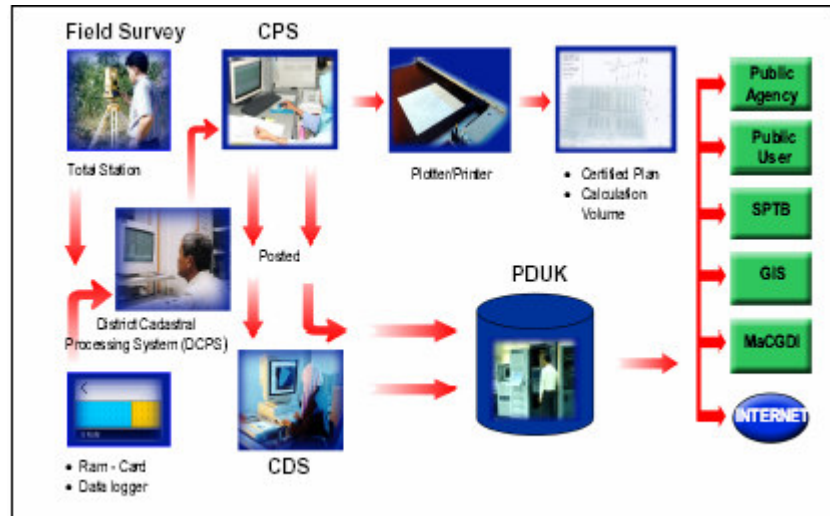 Field Survey
CPS
Total Station
Plotter/Printer
• Certified Plan
• Calculation
Volume
Posted
District Cadastral
Processing System (DCPS)
PDUK
CDS
• Ram - Card
• Data logger
Public
Agency
Public
User
SPTB
GIS
MaCGDI
INTERNET